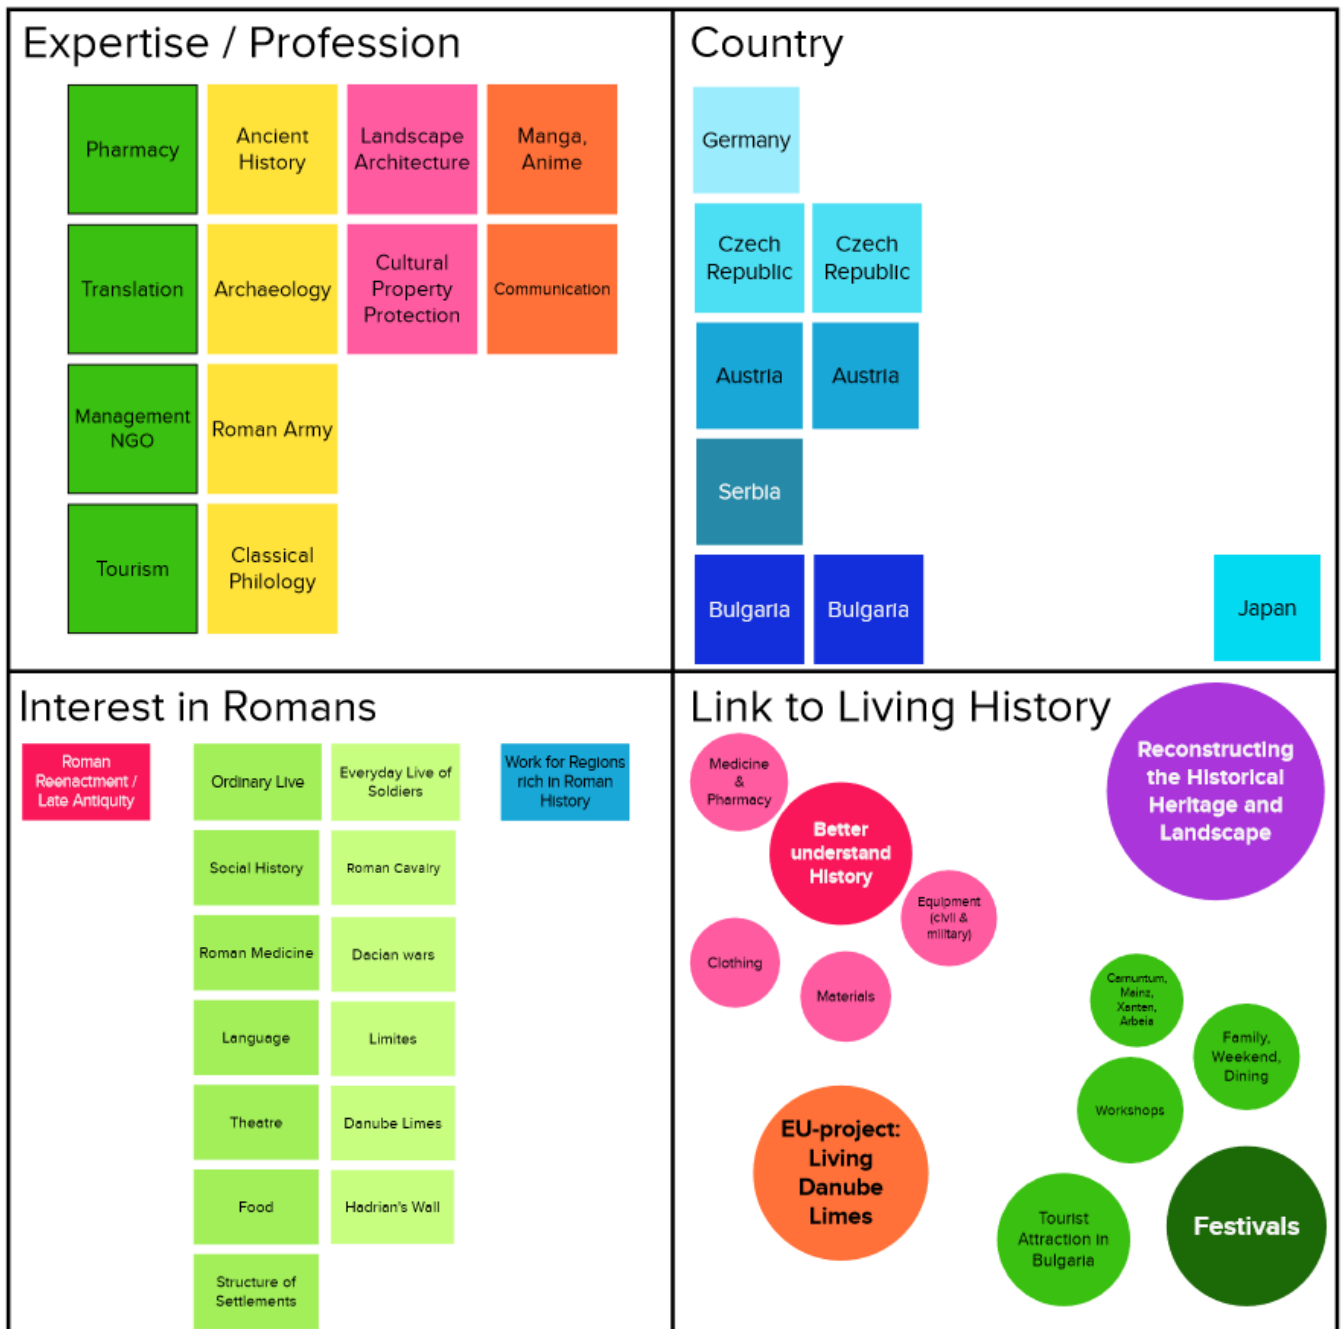 Expertise / Profession
Pharmacy
Ancient
History
Landscape
Architecture
Manga,
Anime
Translation
Archaeology
Cultural
Property
Protection
Communication
Management
NGO
Roman Army
Tourism
Classical
Philology
Country
Germany
Czech
Republic
Czech
Republic
Austria
Austria
Serbia
Bulgaria
Bulgaria
Japan
Interest in Romans
Roman
Reenactment /
Late Antiquity
Ordinary Live
Everyday Live of
Soldiers
Work for Regions
rich in Roman
History
Social History
Roman Cavalry
Roman Medicine
Dacian wars
Language
Limites
Theatre
Danube Limes
Food
Hadrian's Wall
Structure of
Settlements
Link to Living History
Medicine
&
Pharmacy
Better
understand
History
Equipment
(civil &
military)
Clothing
Materials
Reconstructing
the Historical
Heritage and
Landscape
Carnuntum,
Mainz,
Xanten,
Arbeia
Family,
Weekend,
Dining
Workshops
EU-project:
Living
Danube
Limes
Tourist
Attraction in
Bulgaria
Festivals